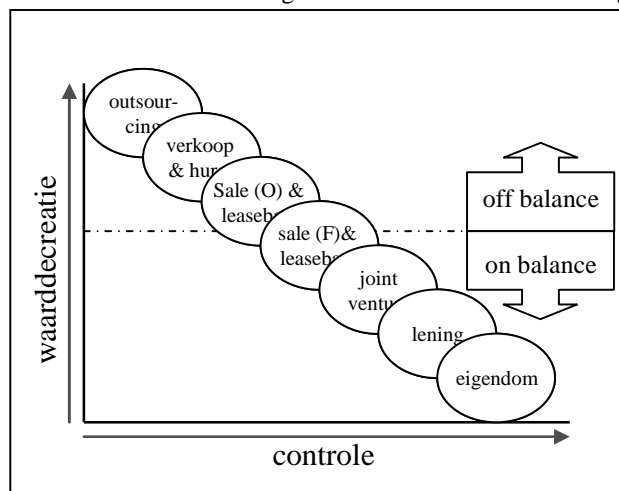 outsour-
cing
verkoop
& hur
Sale (O) &
leaseb
sale (F)&
leaseba
joint
ventu
lening
eigendom
off balance
on balance
waarddecreatie
controle